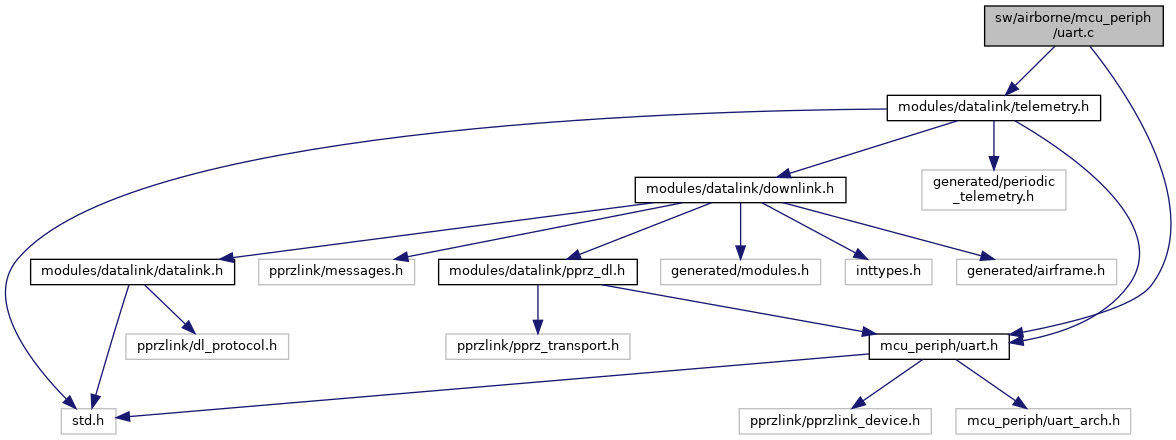 sw/airborne/mcu_periph
/uart.c
modules/datalink/telemetry.h
generated/periodic
_telemetry.h
modules/datalink/downlink.h
modules/datalink/datalink.h
pprzlink/messages.h
modules/datalink/pprz_dl.h
generated/modules.h
inttypes.h
generated/airframe.h
pprzlink/dl_protocol.h
pprzlink/pprz_transport.h
mcu_periph/uart.h
std.h
pprzlink/pprzlink_device.h
mcu_periph/uart_arch.h